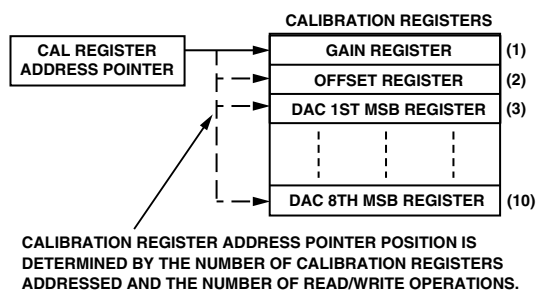 CALIBRATION REGISTERS
CAL REGISTER
ADDRESS POINTER
GAIN REGISTER (1)
OFFSET REGISTER (2)
DAC 1ST MSB REGISTER (3)
DAC 8TH MSB REGISTER (10)
CALIBRATION REGISTER ADDRESS POINTER POSITION IS
DETERMINED BY THE NUMBER OF CALIBRATION REGISTERS
ADDRESSED AND THE NUMBER OF READ/WRITE OPERATIONS.